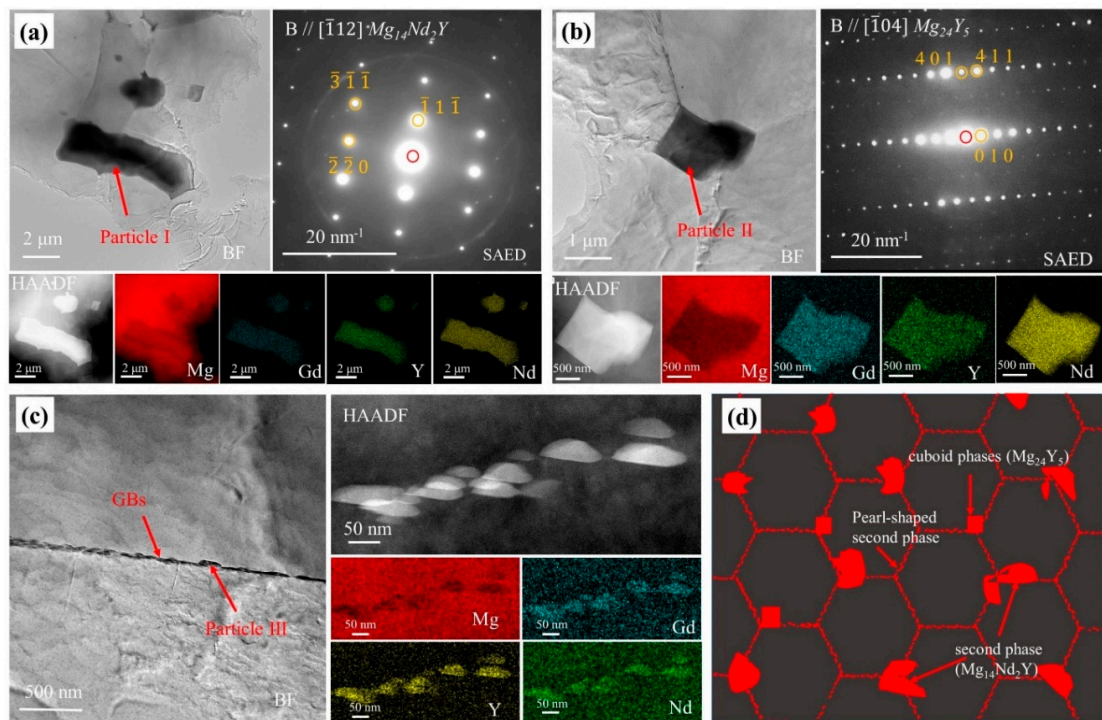 (a)
2 μm
Particle I
BF
B // [1̅12] Mg₁₄Nd₂Y
3̅ 1̅ 1̅
1̅ 1 1̅
2̅ 2̅ 0
20 nm⁻¹
SAED
HAADF
2 μm
2 μm
Mg
2 μm
Gd
2 μm
Y
2 μm
Nd
(b)
1 μm
Particle II
BF
B // [1̅04] Mg₂₄Y₅
4 0 1
4 1 1
0 1 0
20 nm⁻¹
SAED
HAADF
500 nm
500 nm
Mg
500 nm
Gd
500 nm
Y
500 nm
Nd
(c)
GBs
Particle III
500 nm
BF
HAADF
50 nm
50 nm
Mg
50 nm
Gd
50 nm
Y
50 nm
Nd
(d)
cuboid phases (Mg₂₄Y₅)
Pearl-shaped
second phase
second phase
(Mg₁₄Nd₂Y)